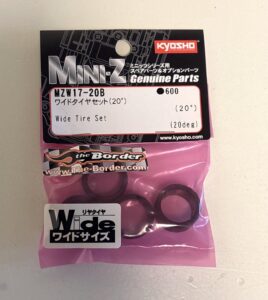 KYOSHO
MINI-Z
ミニッツシリーズ用
スペアパーツ&オプションパーツ
Genuine Parts
MZW17-20B
●600
ワイドタイヤセット(20°)
(20°)
Wide Tire Set
(20deg)
www.kyosho.com
the Border
www.The-Border.com
リヤタイヤ
Wide
ワイドサイズ